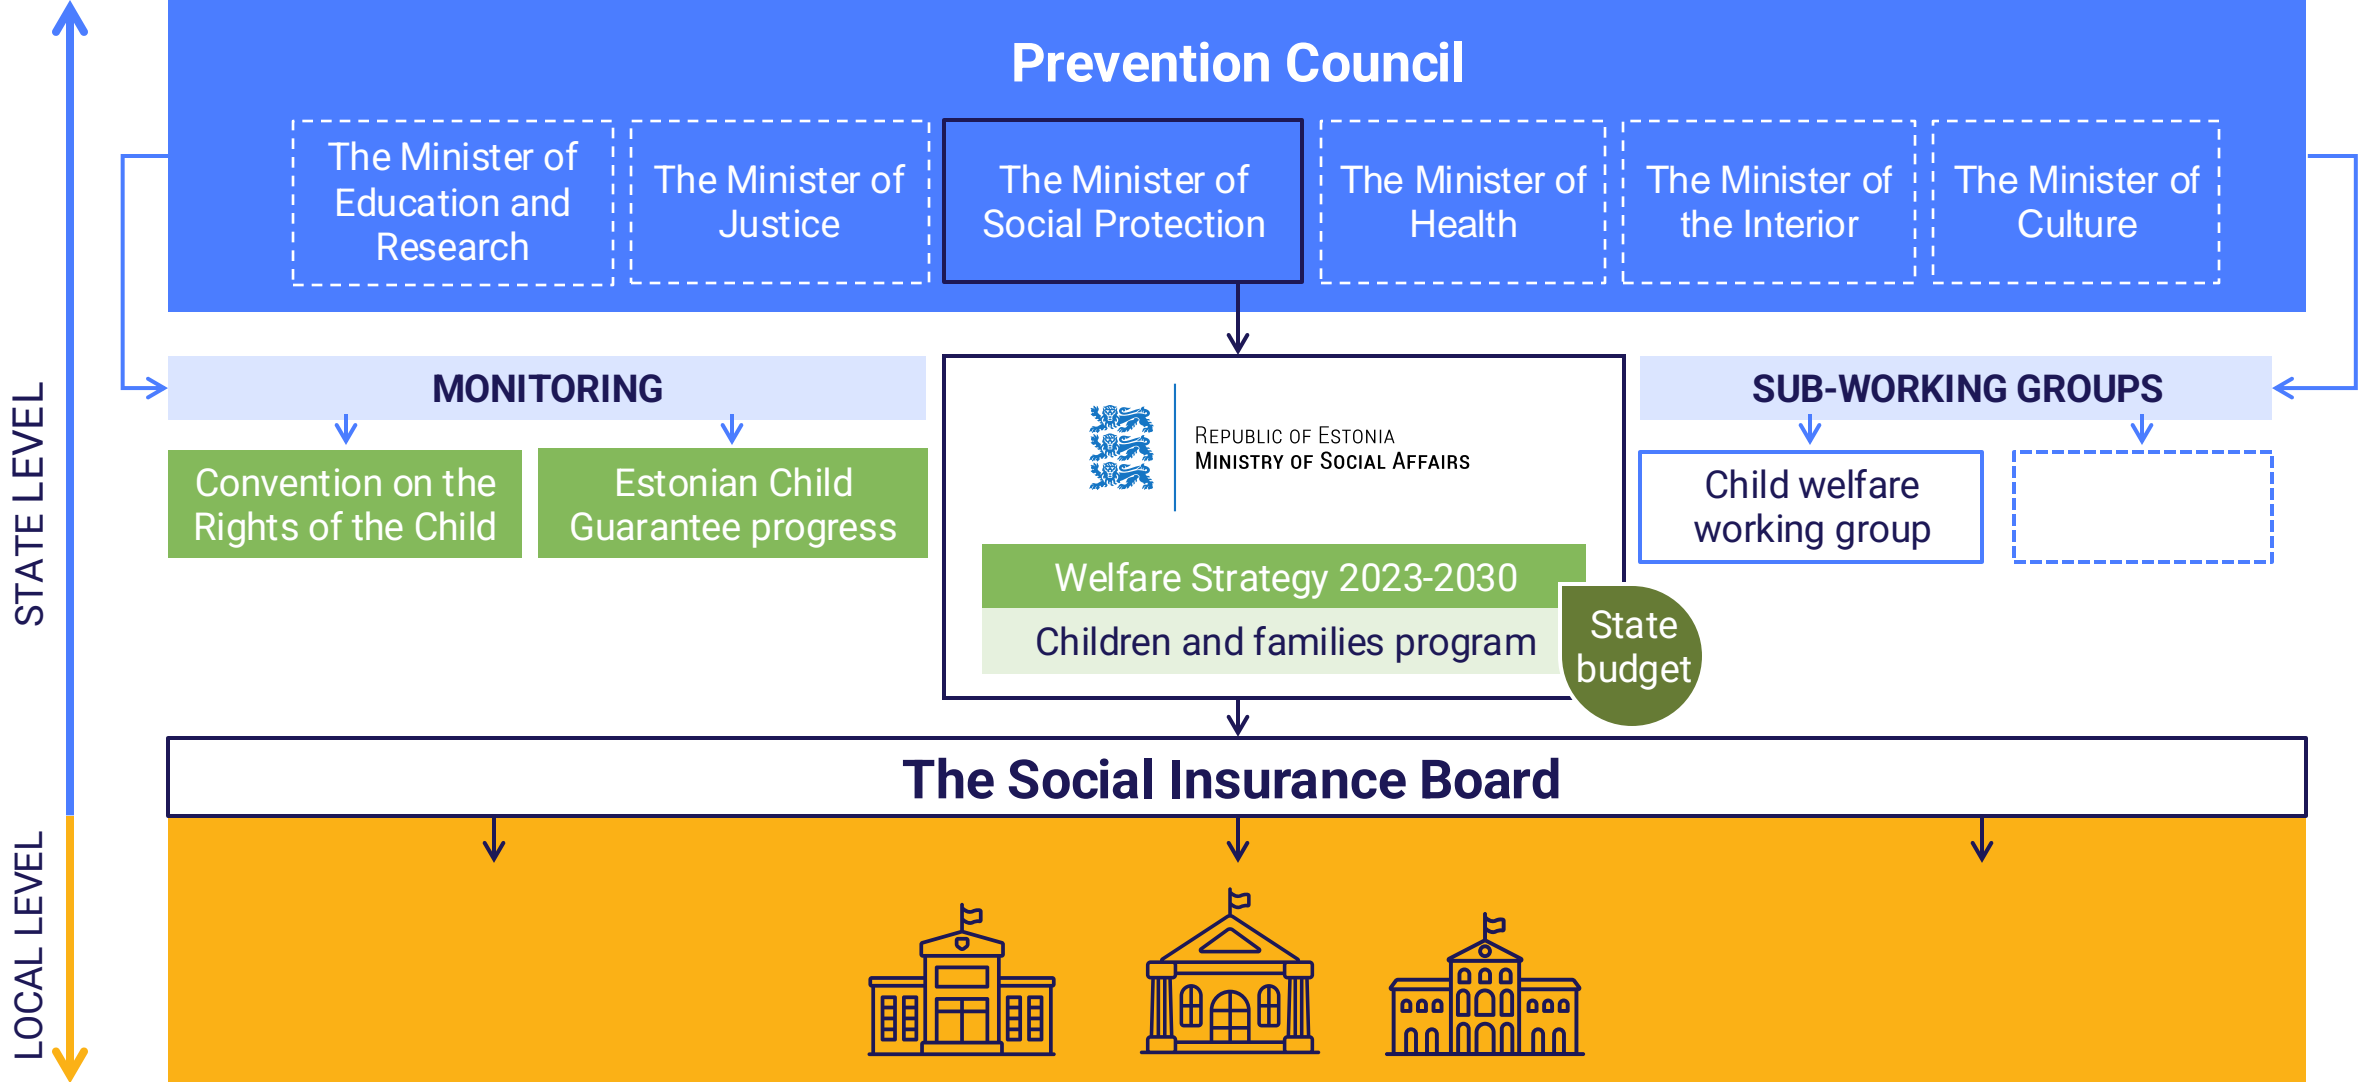 Prevention Council
The Minister of
Education and
Research
The Minister of
Justice
The Minister of
Social Protection
The Minister of
Health
The Minister of
the Interior
The Minister of
Culture
STATE LEVEL
MONITORING
Convention on the
Rights of the Child
Estonian Child
Guarantee progress
REPUBLIC OF ESTONIA
MINISTRY OF SOCIAL AFFAIRS
Welfare Strategy 2023-2030
Children and families program
State
budget
SUB-WORKING GROUPS
Child welfare
working group
The Social Insurance Board
LOCAL LEVEL